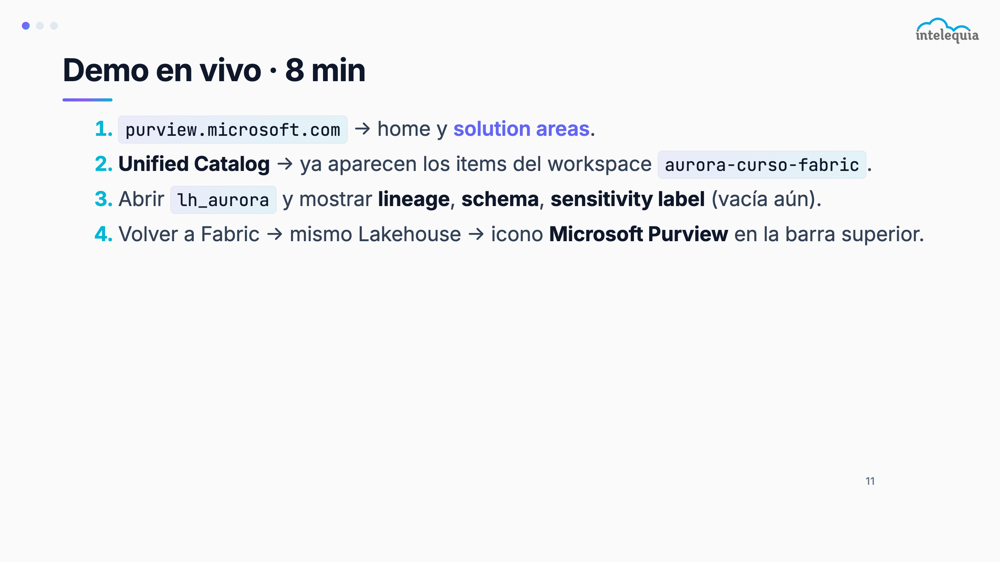 intelequia
Demo en vivo · 8 min
1. purview.microsoft.com → home y solution areas.
2. Unified Catalog → ya aparecen los items del workspace aurora-curso-fabric.
3. Abrir lh_aurora y mostrar lineage, schema, sensitivity label (vacía aún).
4. Volver a Fabric → mismo Lakehouse → icono Microsoft Purview en la barra superior.
11